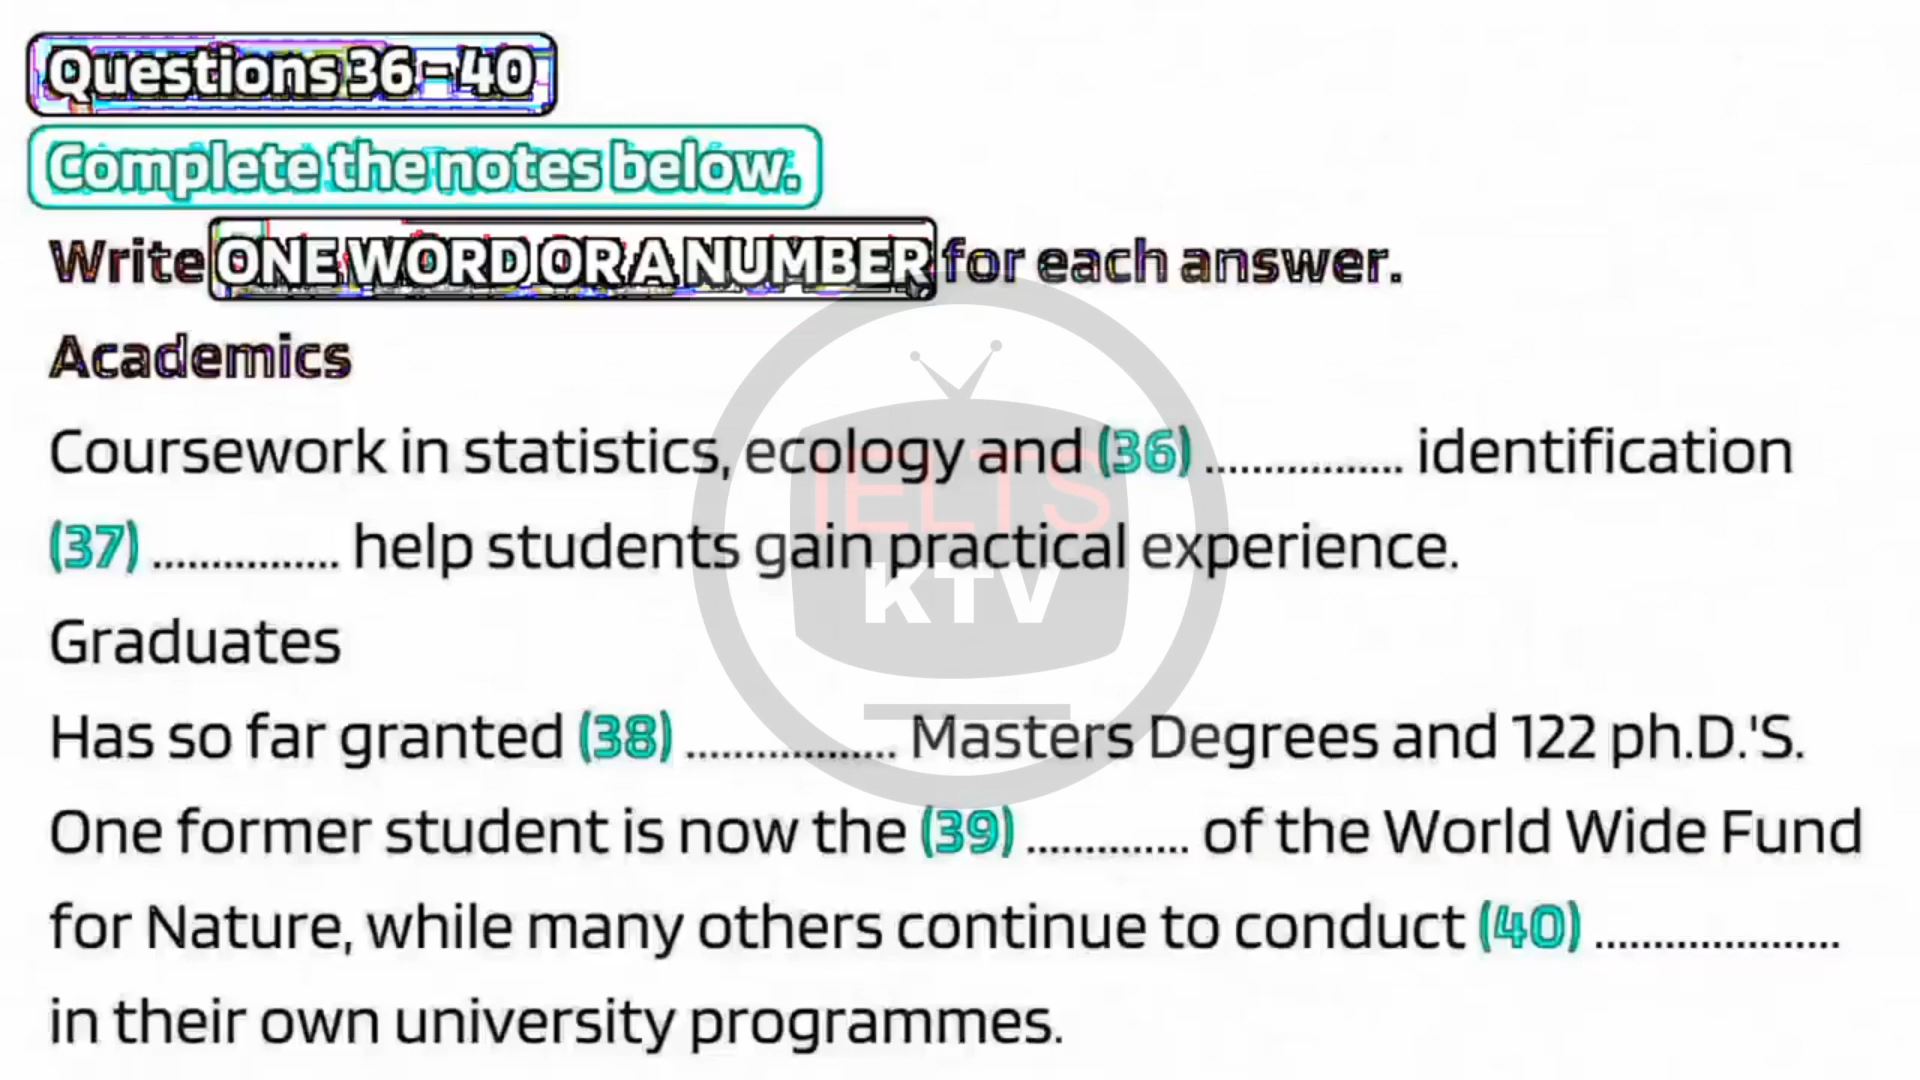 Questions 36 - 40
Complete the notes below.
Write ONE WORD OR A NUMBER for each answer.
Academics
Coursework in statistics, ecology and (36) ................. identification
(37) ................ help students gain practical experience.
Graduates
Has so far granted (38) .................. Masters Degrees and 122 ph.D.'S.
One former student is now the (39) .............. of the World Wide Fund
for Nature, while many others continue to conduct (40) .....................
in their own university programmes.
IELTS
KTV